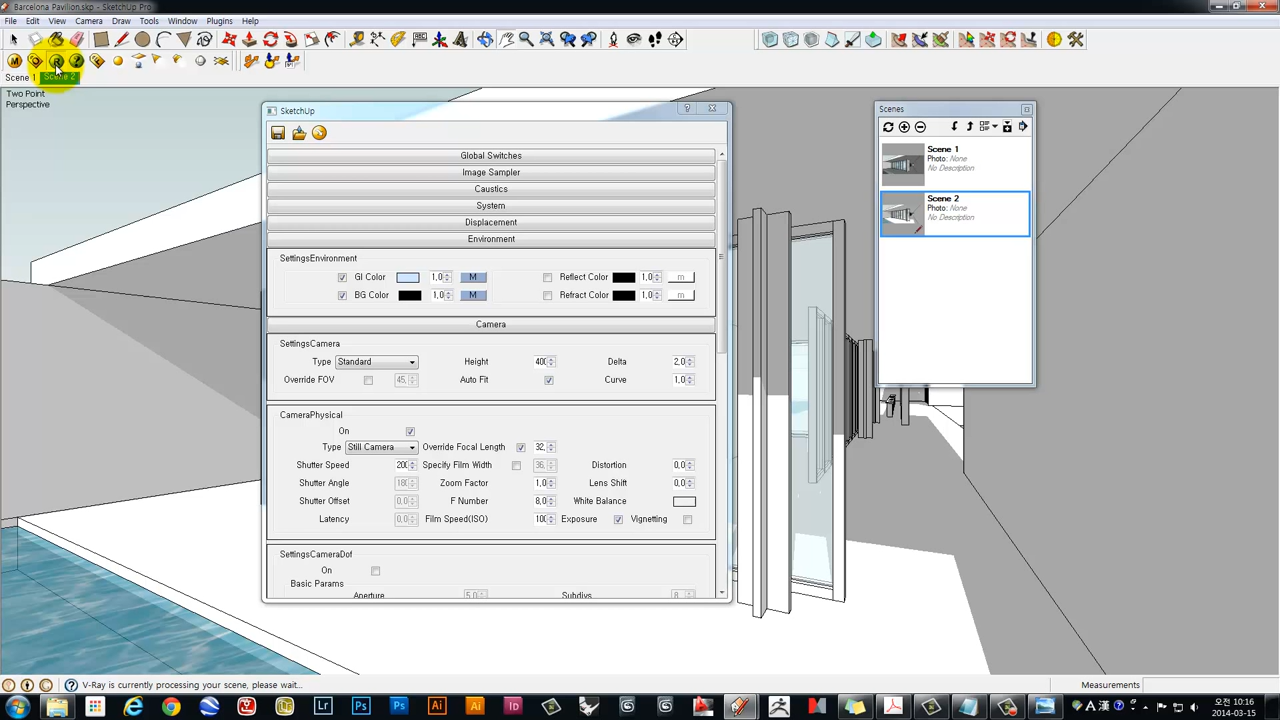 Barcelona Pavilion.skp - SketchUp Pro
File Edit View Camera Draw Tools Window Plugins Help
Scene 1 Scene 2
Two Point
Perspective
SketchUp
Global Switches
Image Sampler
Caustics
System
Displacement
Environment
SettingsEnvironment
GI Color 1,0 M Reflect Color 1,0 m
BG Color 1,0 M Refract Color 1,0 m
Camera
SettingsCamera
Type Standard Height 400 Delta 2,0
Override FOV 45, Auto Fit Curve 1,0
CameraPhysical
On
Type Still Camera Override Focal Length 32,
Shutter Speed 200 Specify Film Width 36, Distortion 0,0
Shutter Angle 180 Zoom Factor 1,0 Lens Shift 0,0
Shutter Offset 0,0 F Number 8,0 White Balance
Latency 0,0 Film Speed(ISO) 100 Exposure Vignetting
SettingsCameraDof
On
Basic Params
Aperture 5,0 Subdivs 8
Scenes
Scene 1
Photo: None
No Description
Scene 2
Photo: None
No Description
V-Ray is currently processing your scene, please wait...
Measurements
Lr Ps Ps Ai Ai Id
A 漢
오전 10:16
2014-03-15